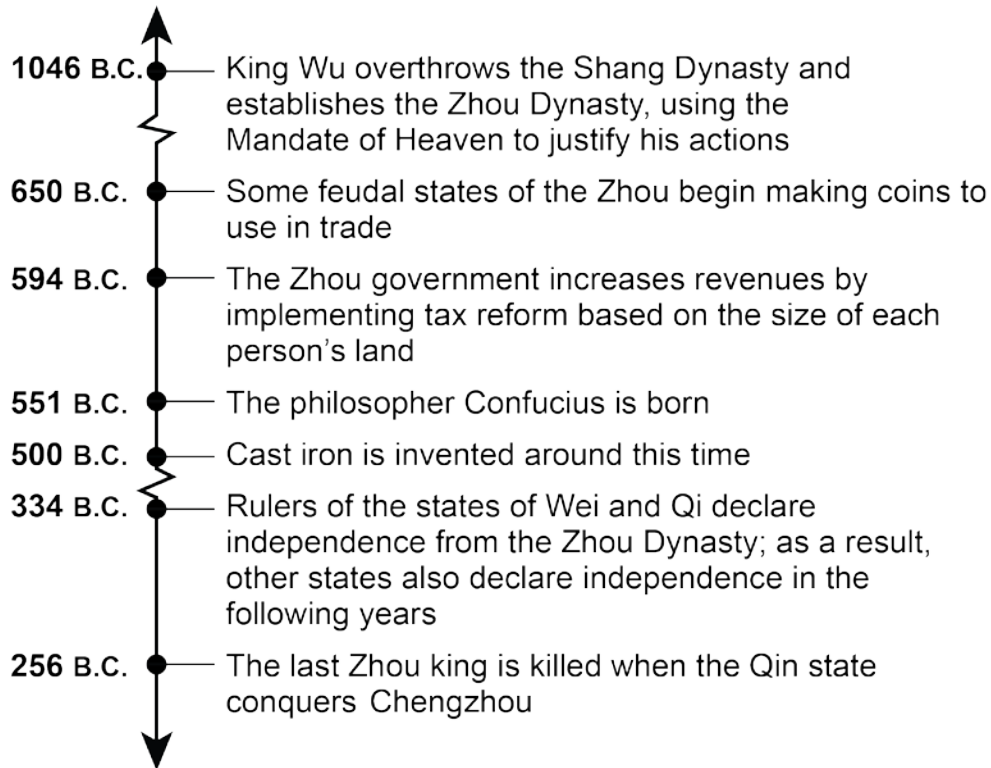 1046 B.C. King Wu overthrows the Shang Dynasty and
establishes the Zhou Dynasty, using the
Mandate of Heaven to justify his actions
650 B.C. Some feudal states of the Zhou begin making coins to
use in trade
594 B.C. The Zhou government increases revenues by
implementing tax reform based on the size of each
person's land
551 B.C. The philosopher Confucius is born
500 B.C. Cast iron is invented around this time
334 B.C. Rulers of the states of Wei and Qi declare
independence from the Zhou Dynasty; as a result,
other states also declare independence in the
following years
256 B.C. The last Zhou king is killed when the Qin state
conquers Chengzhou